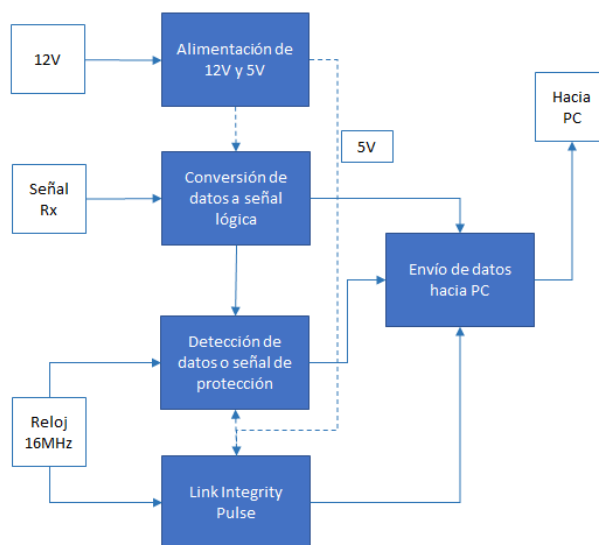 12V
Alimentación de
12V y 5V
Hacia
PC
5V
Señal
Rx
Conversión de
datos a señal
lógica
Envío de datos
hacia PC
Detección de
datos o señal de
protección
Reloj
16MHz
Link Integrity
Pulse